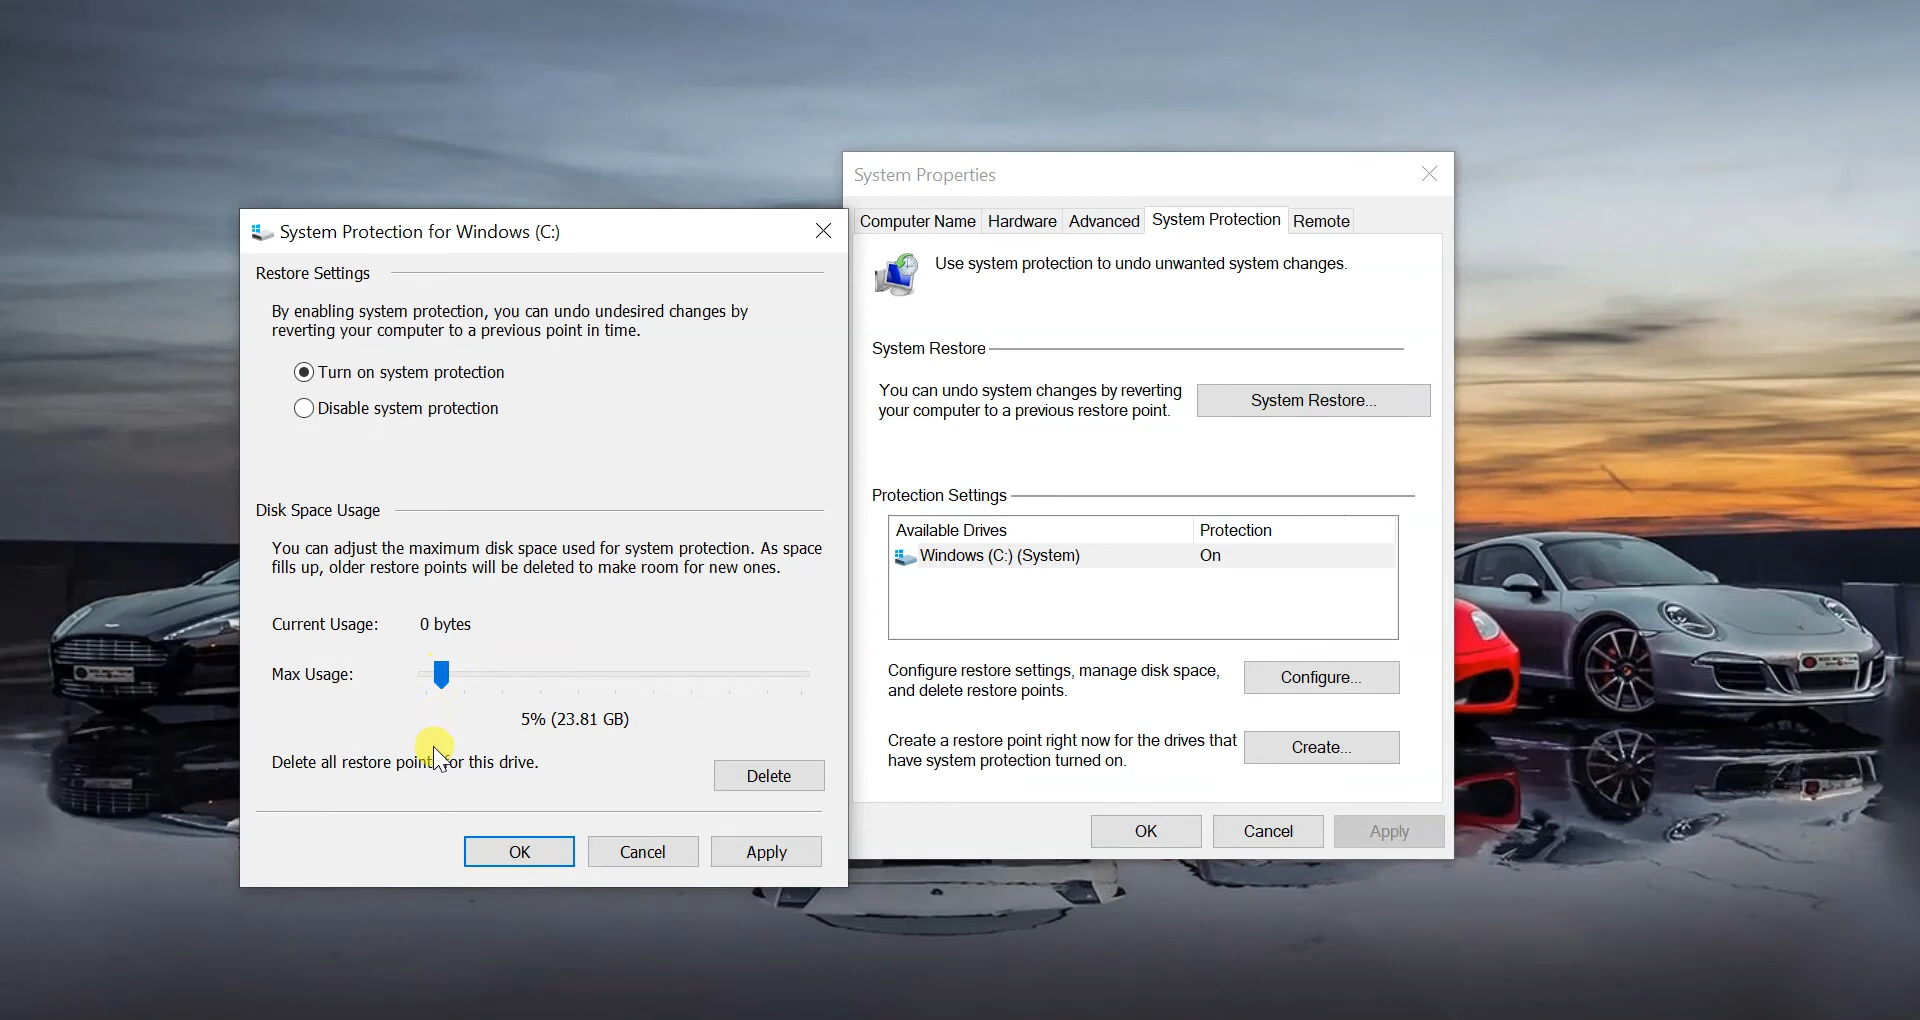 System Protection for Windows (C:)
Restore Settings
By enabling system protection, you can undo undesired changes by
reverting your computer to a previous point in time.
Turn on system protection
Disable system protection
Disk Space Usage
You can adjust the maximum disk space used for system protection. As space
fills up, older restore points will be deleted to make room for new ones.
Current Usage: 0 bytes
Max Usage:
5% (23.81 GB)
Delete all restore points for this drive.
Delete
OK Cancel Apply
System Properties
Computer Name Hardware Advanced System Protection Remote
Use system protection to undo unwanted system changes.
System Restore
You can undo system changes by reverting
your computer to a previous restore point.
System Restore...
Protection Settings
Available Drives Protection
Windows (C:) (System) On
Configure restore settings, manage disk space,
and delete restore points.
Configure...
Create a restore point right now for the drives that
have system protection turned on.
Create...
OK Cancel Apply